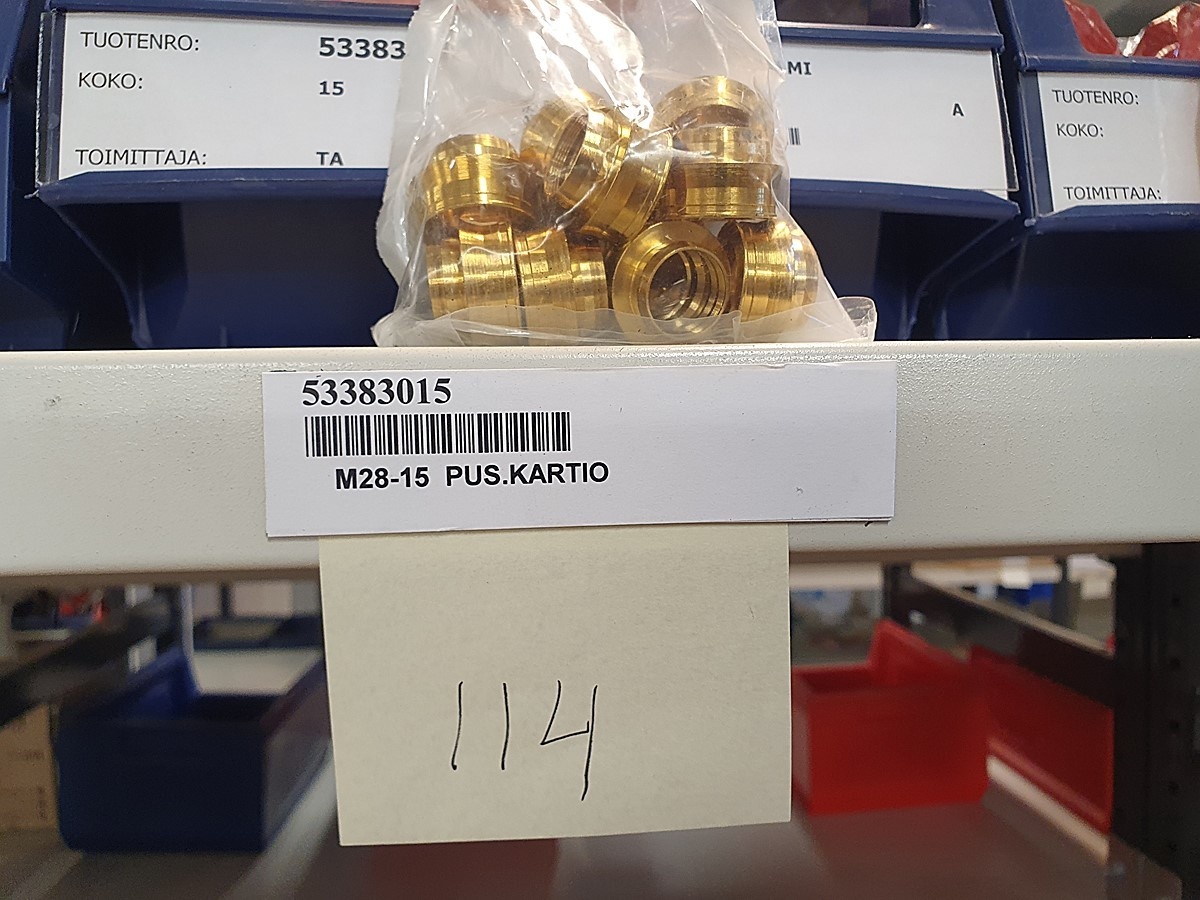 TUOTENRO: 53383
KOKO: 15
TOIMITTAJA: TA
MI
A
TUOTENRO:
KOKO:
TOIMITTAJA:
53383015
M28-15 PUS.KARTIO
114